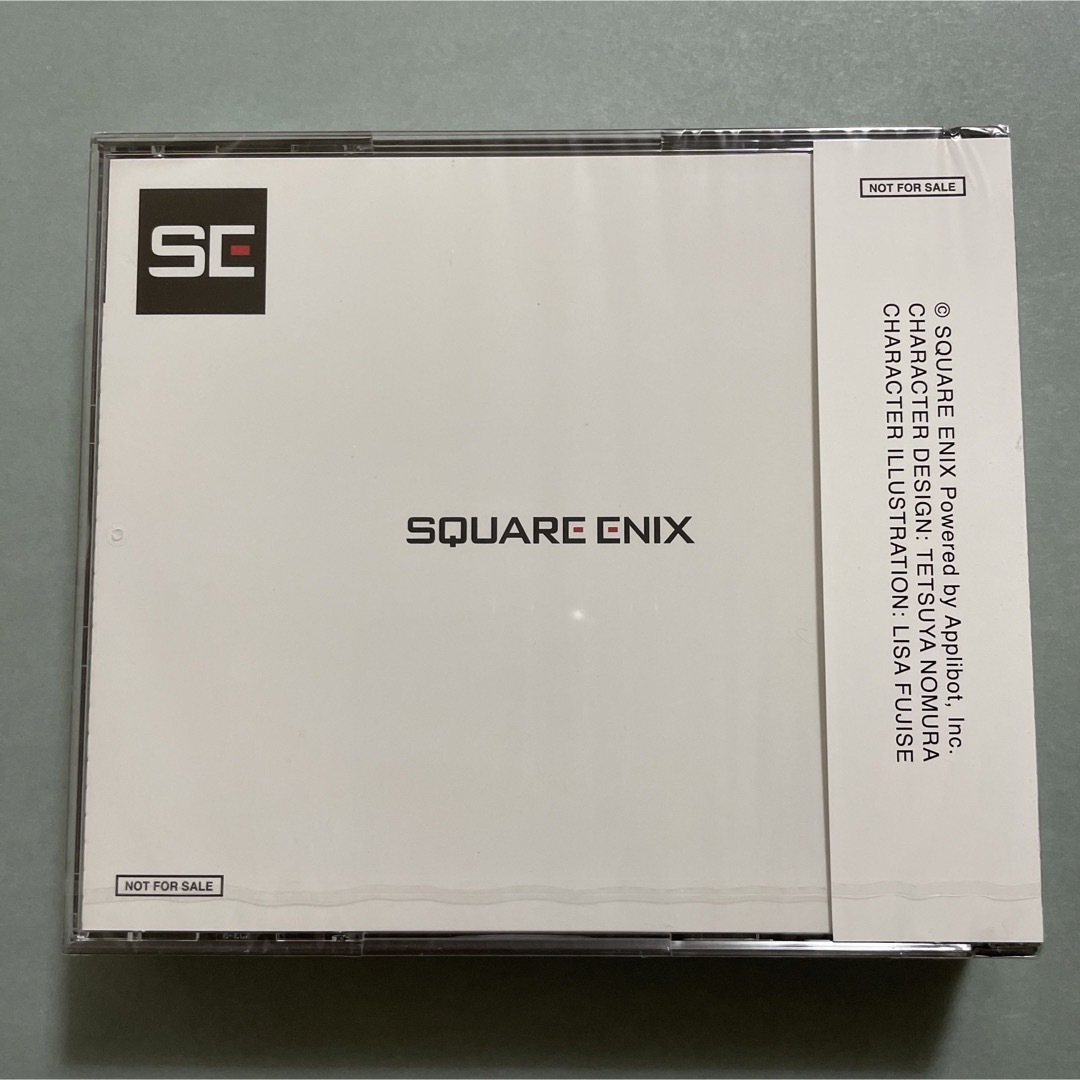 SE
SQUARE ENIX
NOT FOR SALE
NOT FOR SALE
© SQUARE ENIX Powered by Applibot, Inc.
CHARACTER DESIGN: TETSUYA NOMURA
CHARACTER ILLUSTRATION: LISA FUJISE